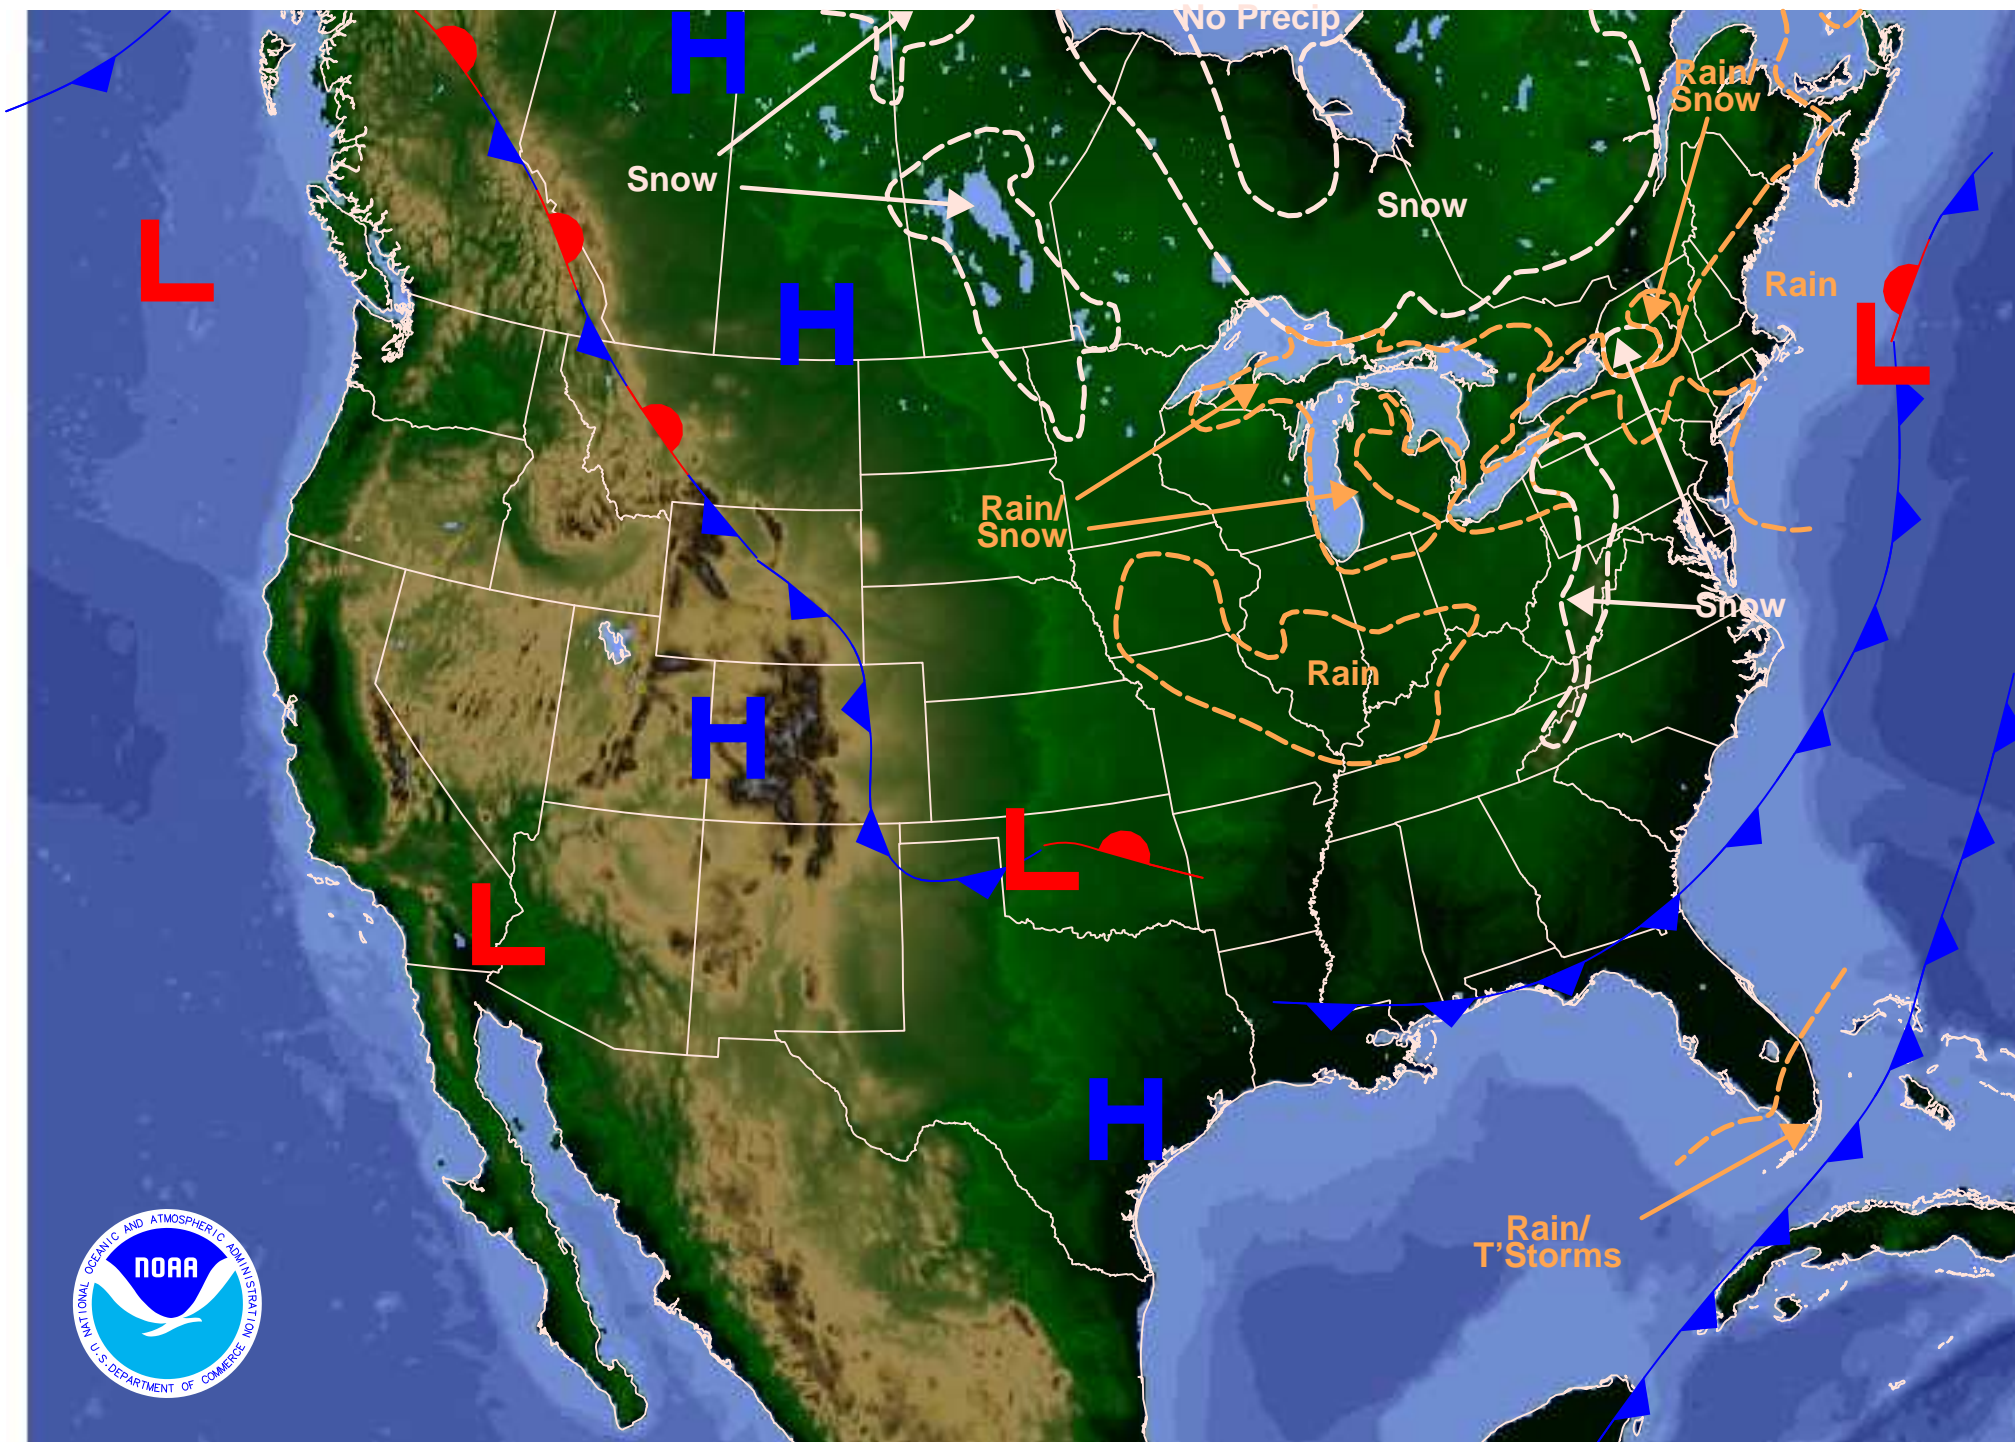 No Precip
H
Rain/
Snow
Snow
Snow
L
Rain
H
L
Rain/
Snow
Snow
Rain
H
L
L
H
Rain/
T'Storms
NATIONAL OCEANIC AND ATMOSPHERIC ADMINISTRATION
NOAA
U.S. DEPARTMENT OF COMMERCE